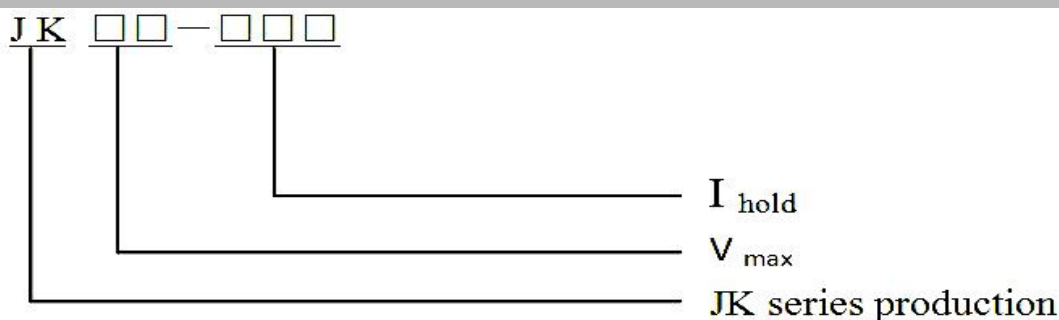 JK □□-□□□
I hold
V max
JK series production